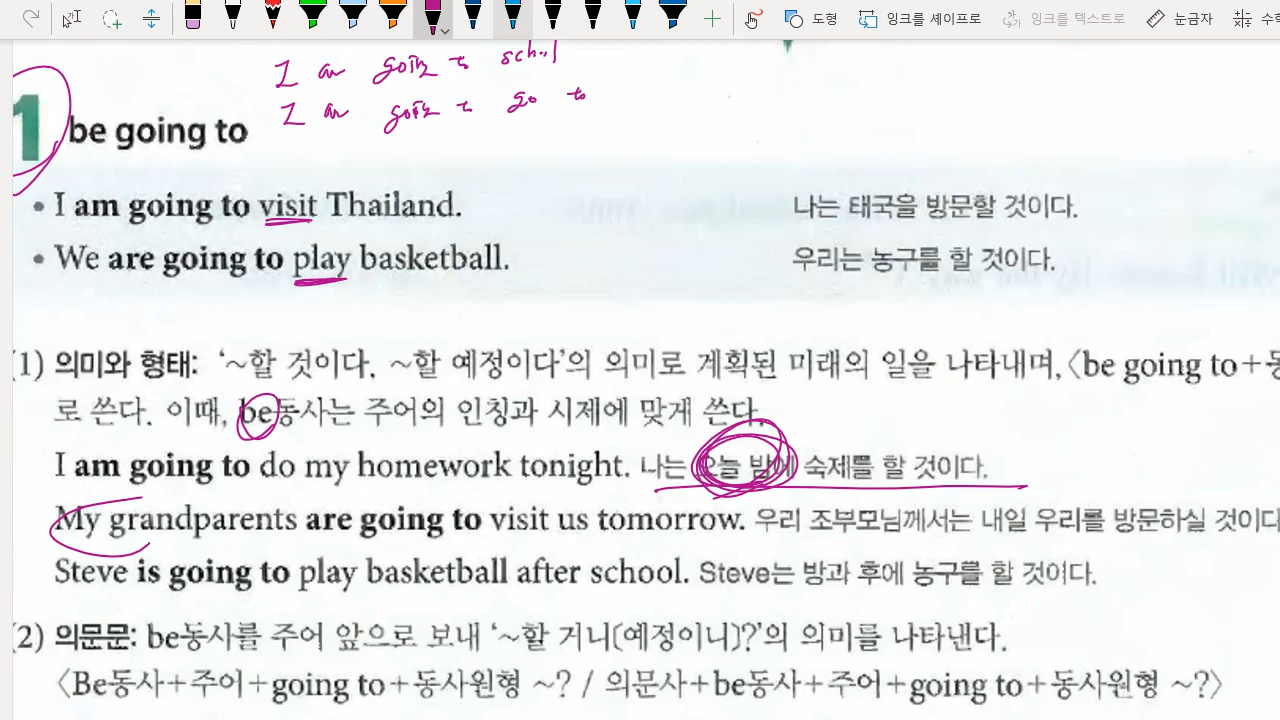 도형
잉크를 셰이프로
잉크를 텍스트로
눈금자
I am going to school
I am going to go to
1 be going to
• I am going to visit Thailand. 나는 태국을 방문할 것이다.
• We are going to play basketball. 우리는 농구를 할 것이다.
(1) 의미와 형태: ‘~할 것이다, ~할 예정이다’의 의미로 계획된 미래의 일을 나타내며, 〈be going to+
로 쓴다. 이때, be동사는 주어의 인칭과 시제에 맞게 쓴다.
I am going to do my homework tonight. 나는 오늘 밤에 숙제를 할 것이다.
My grandparents are going to visit us tomorrow. 우리 조부모님께서는 내일 우리를 방문하실 것이다
Steve is going to play basketball after school. Steve는 방과 후에 농구를 할 것이다.
(2) 의문문: be동사를 주어 앞으로 보내 ‘~할 거니(예정이니)?’의 의미를 나타낸다.
〈Be동사+주어+going to+동사원형 ~? / 의문사+be동사+주어+going to+동사원형 ~?〉